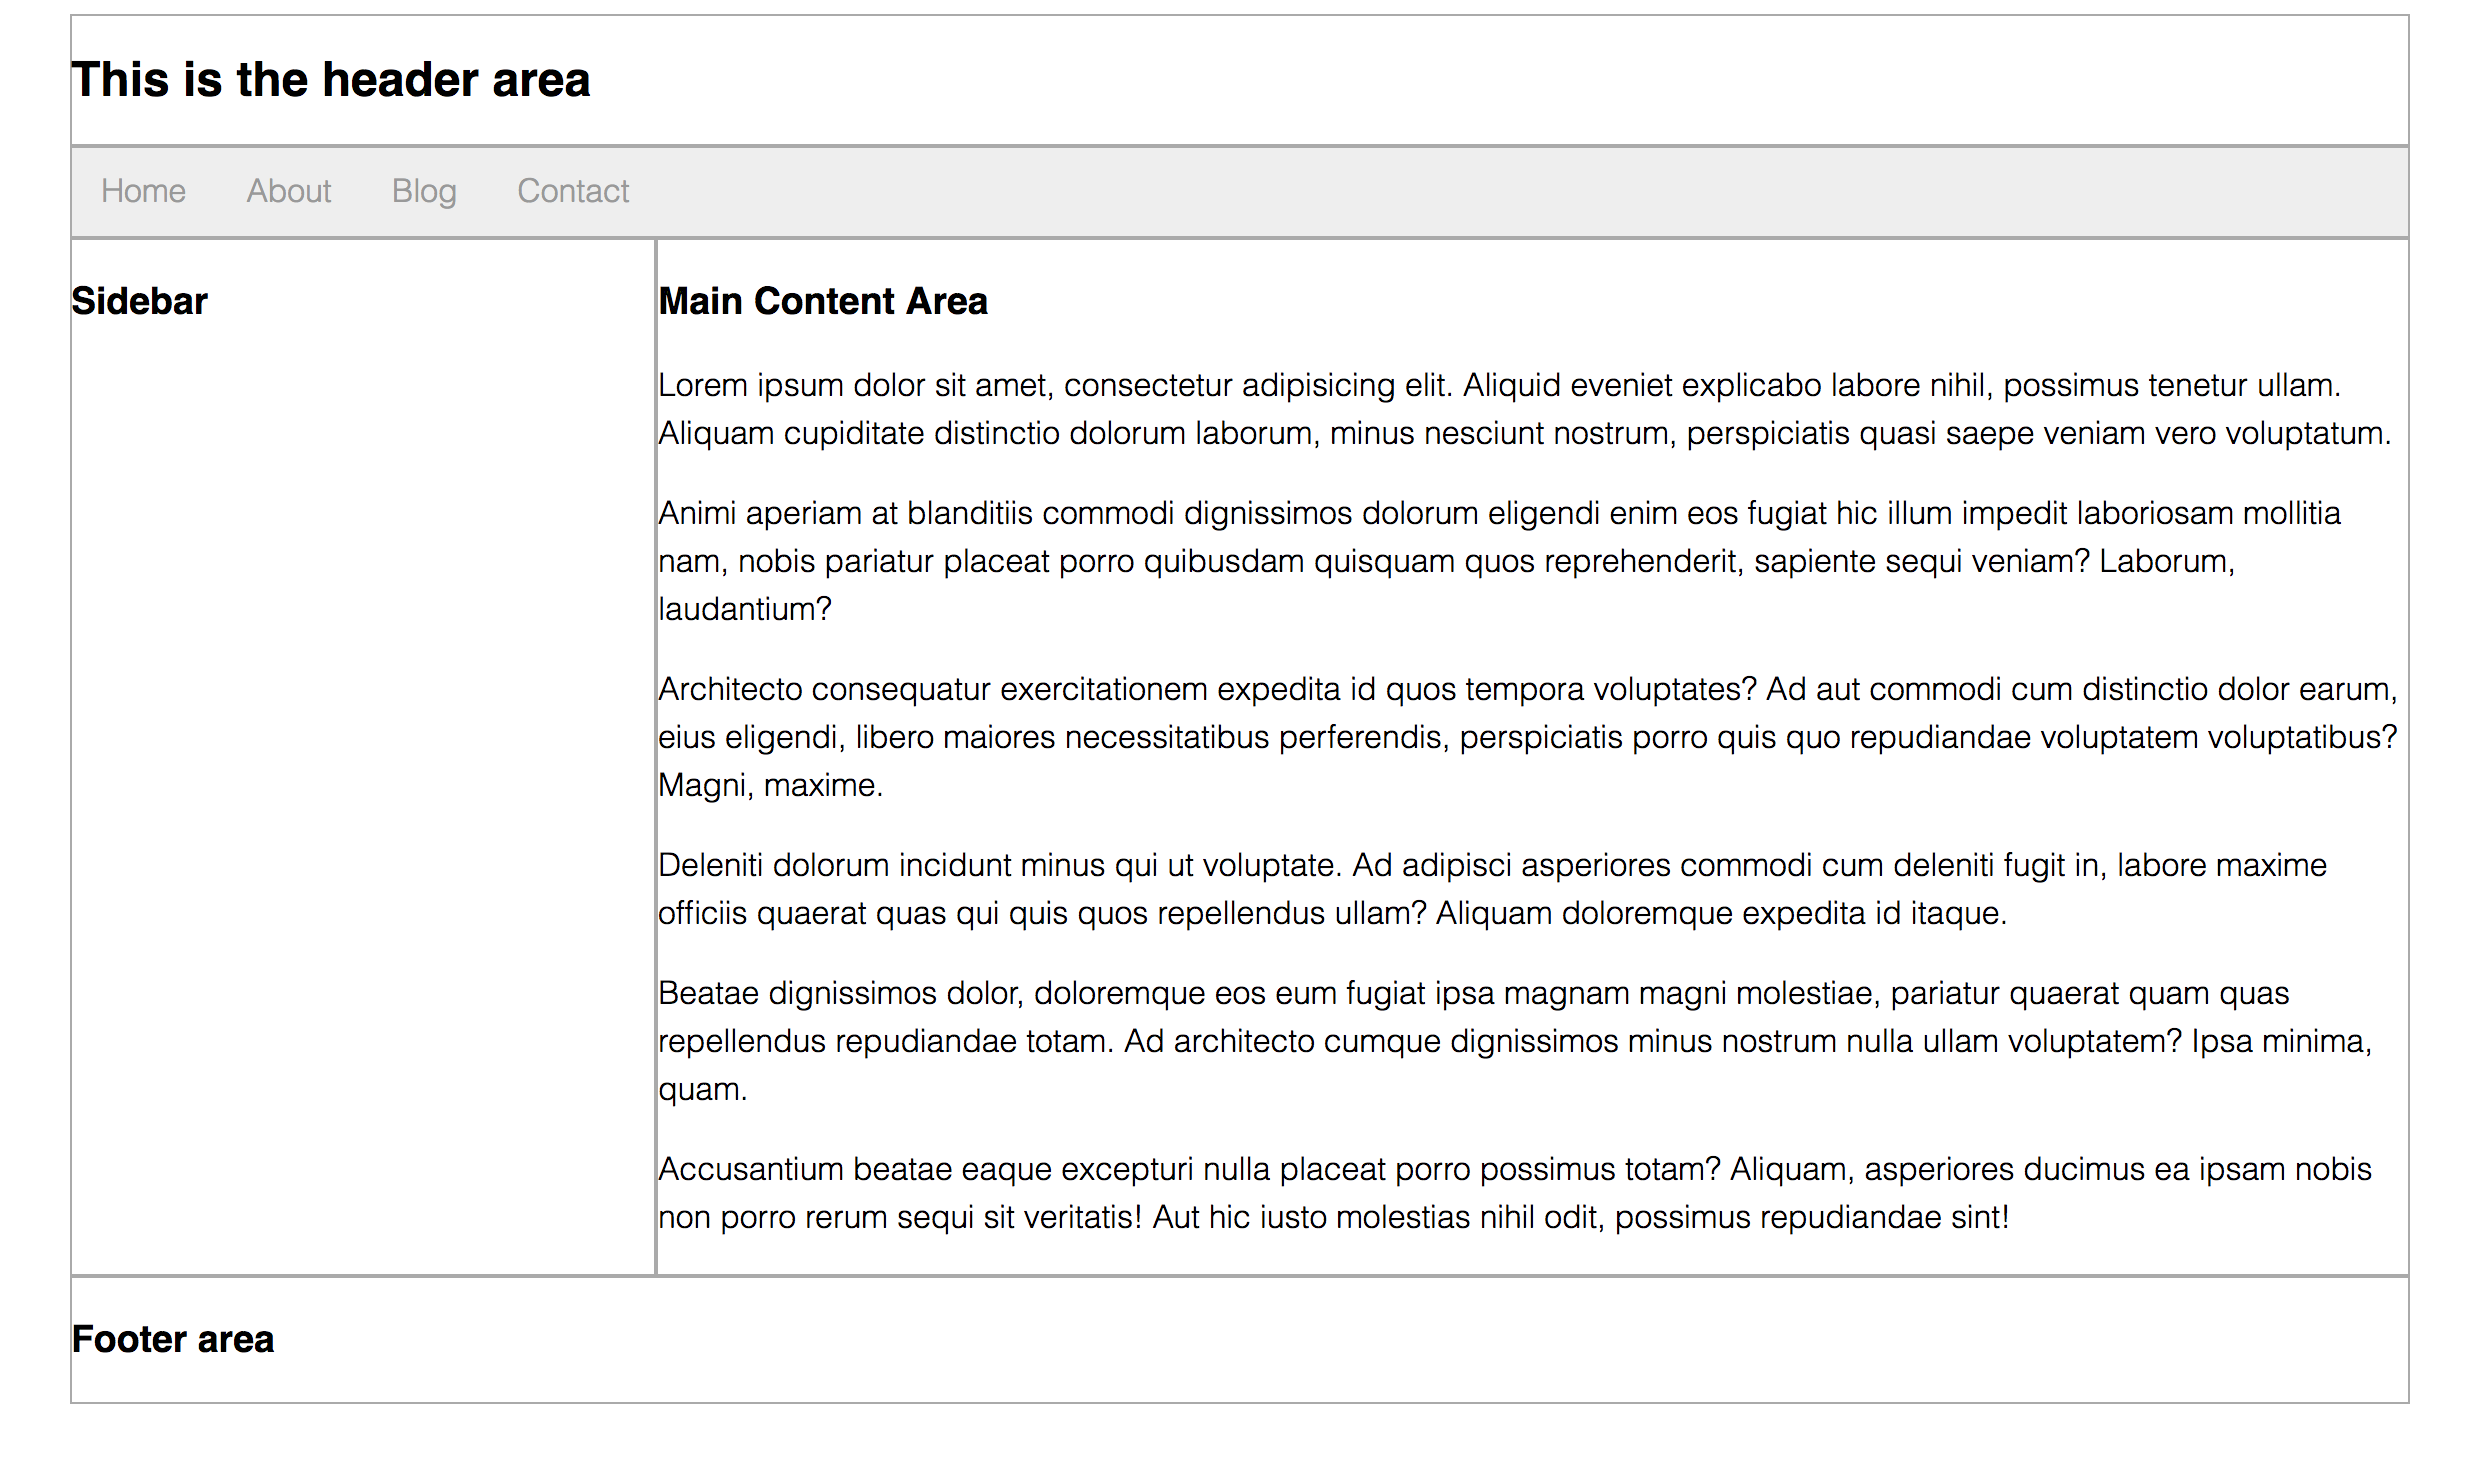 This is the header area
Home About Blog Contact
Sidebar
Main Content Area
Lorem ipsum dolor sit amet, consectetur adipisicing elit. Aliquid eveniet explicabo labore nihil, possimus tenetur ullam.
Aliquam cupiditate distinctio dolorum laborum, minus nesciunt nostrum, perspiciatis quasi saepe veniam vero voluptatum.
Animi aperiam at blanditiis commodi dignissimos dolorum eligendi enim eos fugiat hic illum impedit laboriosam mollitia
nam, nobis pariatur placeat porro quibusdam quisquam quos reprehenderit, sapiente sequi veniam? Laborum,
laudantium?
Architecto consequatur exercitationem expedita id quos tempora voluptates? Ad aut commodi cum distinctio dolor earum,
eius eligendi, libero maiores necessitatibus perferendis, perspiciatis porro quis quo repudiandae voluptatem voluptatibus?
Magni, maxime.
Deleniti dolorum incidunt minus qui ut voluptate. Ad adipisci asperiores commodi cum deleniti fugit in, labore maxime
officiis quaerat quas qui quis quos repellendus ullam? Aliquam doloremque expedita id itaque.
Beatae dignissimos dolor, doloremque eos eum fugiat ipsa magnam magni molestiae, pariatur quaerat quam quas
repellendus repudiandae totam. Ad architecto cumque dignissimos minus nostrum nulla ullam voluptatem? Ipsa minima,
quam.
Accusantium beatae eaque excepturi nulla placeat porro possimus totam? Aliquam, asperiores ducimus ea ipsam nobis
non porro rerum sequi sit veritatis! Aut hic iusto molestias nihil odit, possimus repudiandae sint!
Footer area